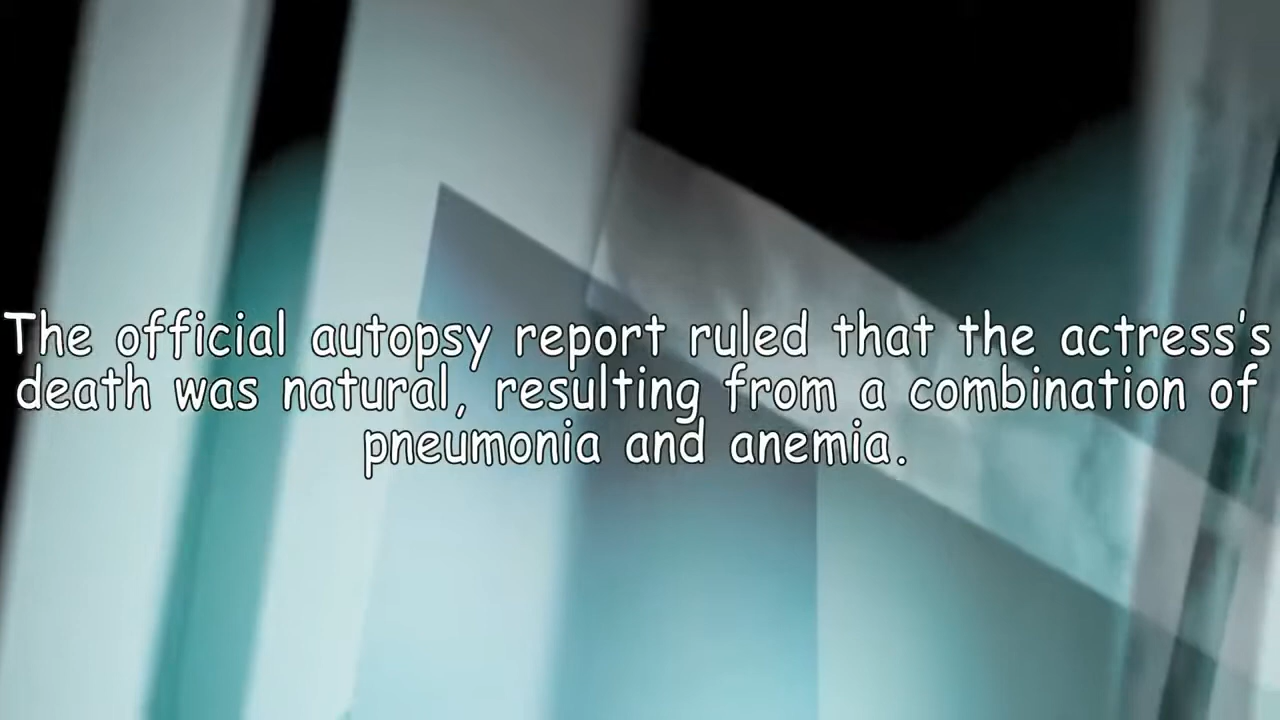 The official autopsy report ruled that the actress's
death was natural, resulting from a combination of
pneumonia and anemia.